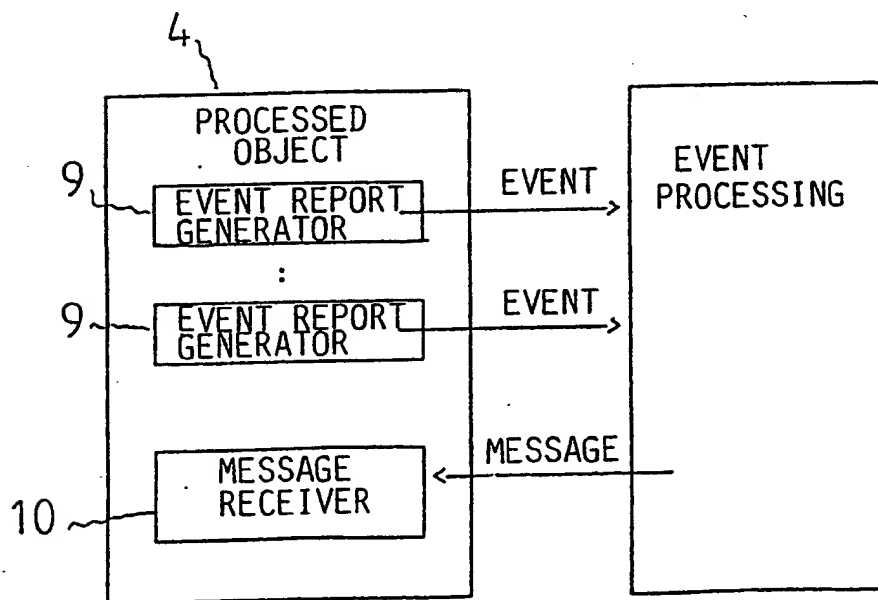 4
PROCESSED
OBJECT
9
EVENT REPORT
GENERATOR
EVENT
EVENT
PROCESSING
:
9
EVENT REPORT
GENERATOR
EVENT
MESSAGE
RECEIVER
MESSAGE
10